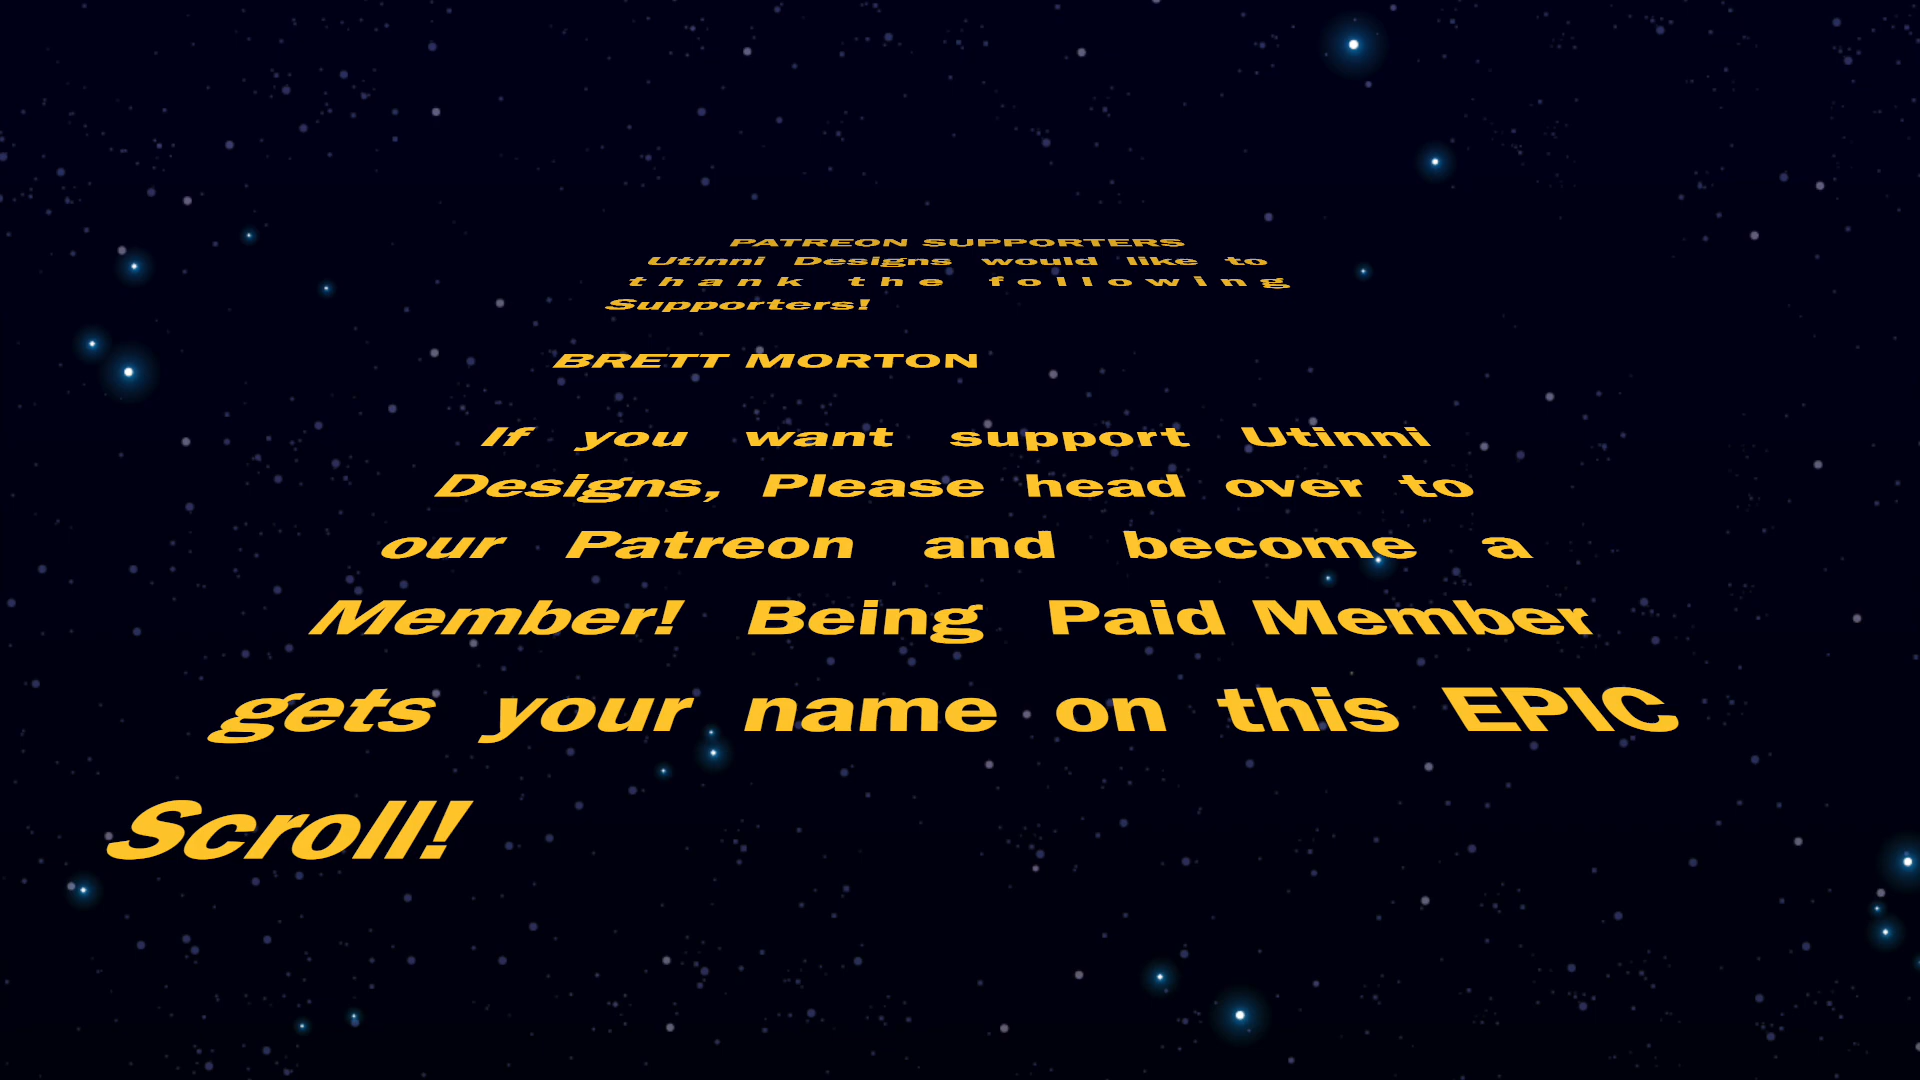 PATREON SUPPORTERS
Utinni Designs would like to
thank the following
Supporters!
BRETT MORTON
If you want support Utinni
Designs, Please head over to
our Patreon and become a
Member! Being Paid Member
gets your name on this EPIC
Scroll!